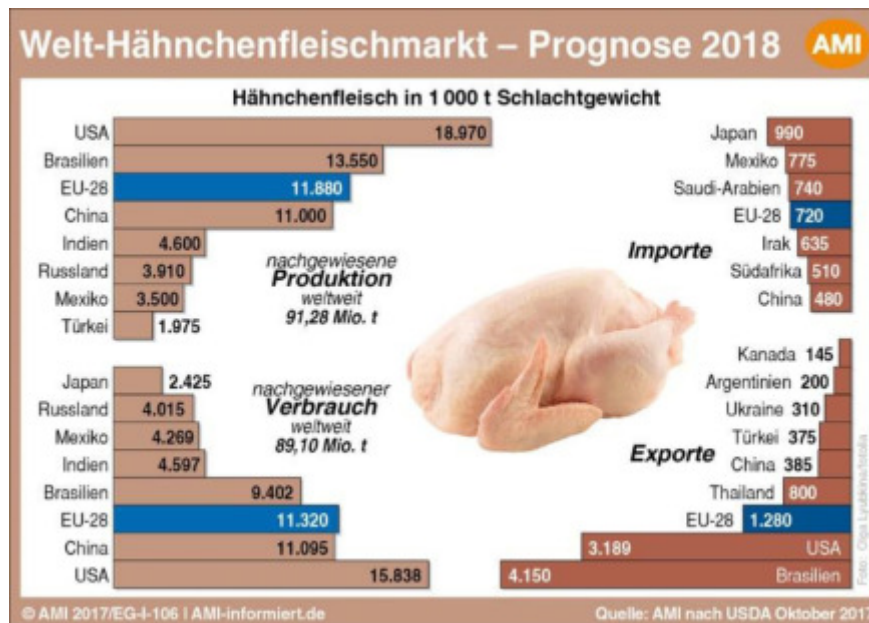 Welt-Hähnchenfleischmarkt – Prognose 2018
AMI
Hähnchenfleisch in 1 000 t Schlachtgewicht
USA 18.970
Brasilien 13.550
EU-28 11.880
China 11.000
Indien 4.600
Russland 3.910
Mexiko 3.500
Türkei 1.975
nachgewiesene
Produktion
weltweit
91,28 Mio. t
Japan 990
Mexiko 775
Saudi-Arabien 740
EU-28 720
Irak 635
Südafrika 510
China 480
Importe
Japan 2.425
Russland 4.015
Mexiko 4.269
Indien 4.597
Brasilien 9.402
EU-28 11.320
China 11.095
USA 15.838
nachgewiesener
Verbrauch
weltweit
89,10 Mio. t
Kanada 145
Argentinien 200
Ukraine 310
Türkei 375
China 385
Thailand 800
EU-28 1.280
3.189 USA
4.150 Brasilien
Exporte
Foto: Olga Lyubkina/fotolia
© AMI 2017/EG-I-106 I AMI-informiert.de
Quelle: AMI nach USDA Oktober 2017